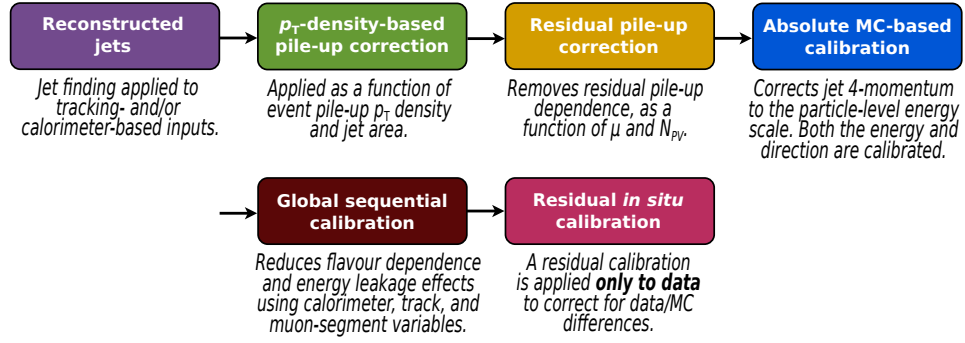 Reconstructed
jets
Jet finding applied to
tracking- and/or
calorimeter-based inputs.
pT-density-based
pile-up correction
Applied as a function of
event pile-up pT density
and jet area.
Residual pile-up
correction
Removes residual pile-up
dependence, as a
function of µ and NPV.
Absolute MC-based
calibration
Corrects jet 4-momentum
to the particle-level energy
scale. Both the energy and
direction are calibrated.
Global sequential
calibration
Reduces flavour dependence
and energy leakage effects
using calorimeter, track, and
muon-segment variables.
Residual in situ
calibration
A residual calibration
is applied only to data
to correct for data/MC
differences.